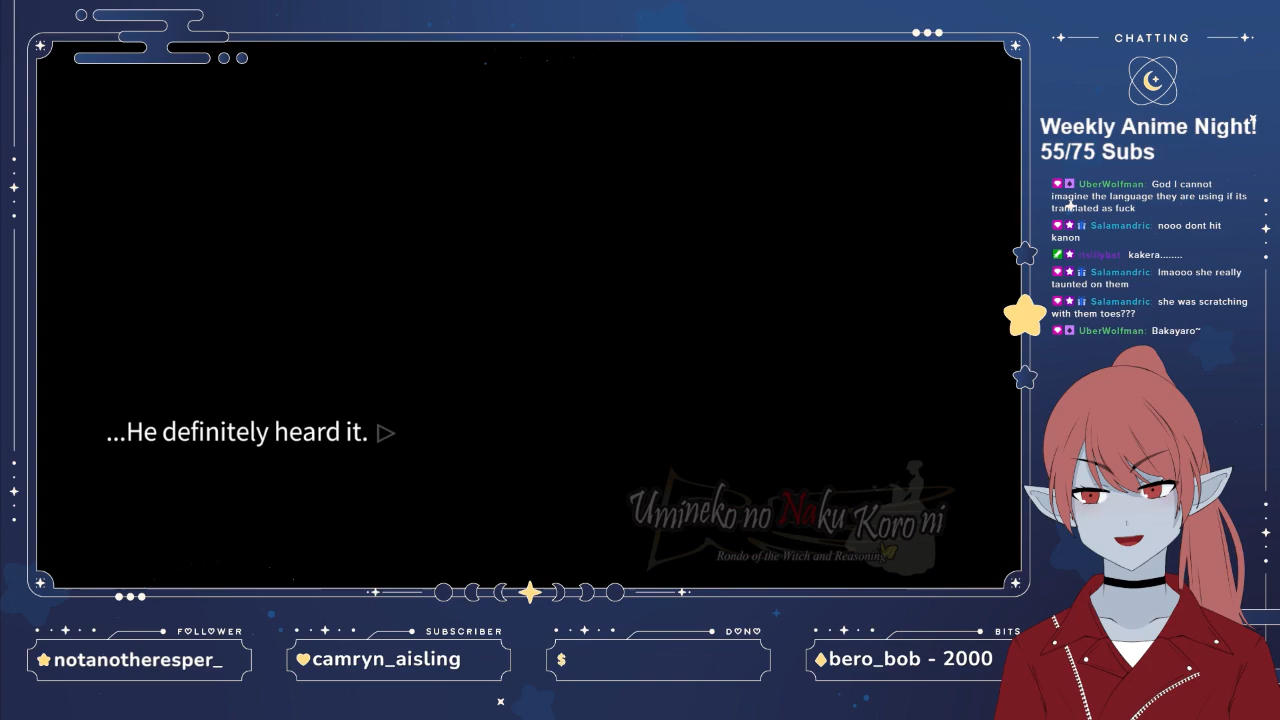 CHATTING
Weekly Anime Night!
55/75 Subs
UberWolfman: God I cannot
imagine the language they are using if its
translated as fuck
Salamandric: nooo dont hit
kanon
itsillybat kakera........
Salamandric: lmaooo she really
taunted on them
Salamandric: she was scratching
with them toes???
UberWolfman: Bakayaro~
...He definitely heard it.
Umineko no Naku Koro ni
Rondo of the Witch and Reasoning
FOLLOWER
notanotheresper_
SUBSCRIBER
camryn_aisling
DONO
$
BITS
bero_bob - 2000